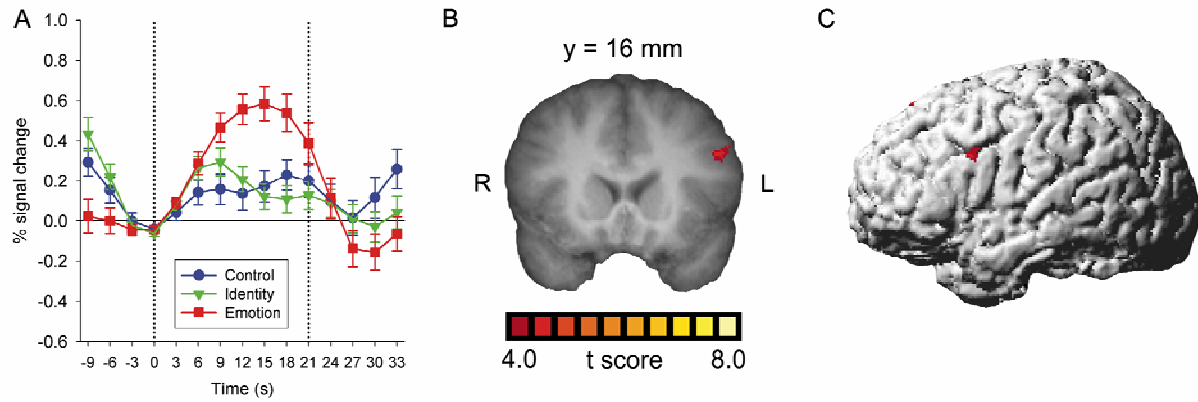 A
1.0
0.8
0.6
0.4
0.2
0.0
-0.2
-0.4
-0.6
% signal change
Control
Identity
Emotion
-9 -6 -3 0 3 6 9 12 15 18 21 24 27 30 33
Time (s)
B
y = 16 mm
R
L
4.0 t score 8.0
C